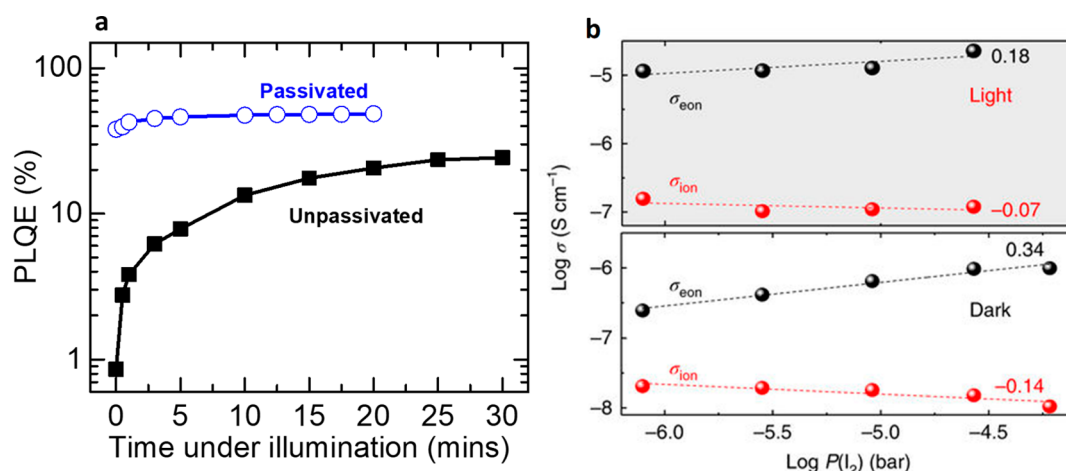 a
PLQE (%)
100
10
1
Passivated
Unpassivated
0 5 10 15 20 25 30
Time under illumination (mins)
b
Log σ (S cm⁻¹)
−5
−6
−7
0.18
σeon
Light
σion
−0.07
−6
−7
−8
0.34
σeon
Dark
σion
−0.14
−6.0 −5.5 −5.0 −4.5
Log P(I₂) (bar)